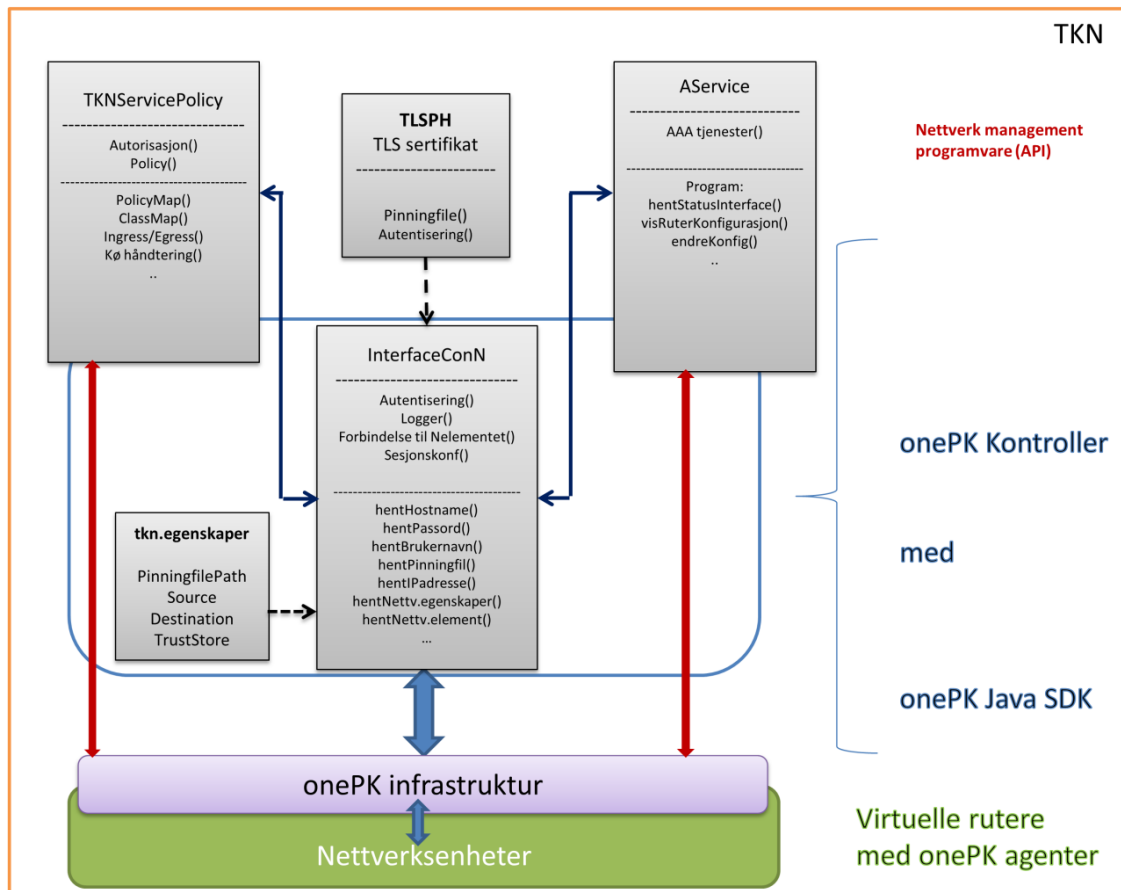 TKN
TKNServicePolicy
------------------------------
Autorisasjon()
Policy()
------------------------------
PolicyMap()
ClassMap()
Ingress/Egress()
Kø håndtering()
..
TLSPH
TLS sertifikat
------------------------
Pinningfile()
Autentisering()
AService
------------------------------
AAA tjenester()
------------------------------
Program:
hentStatusInterface()
visRuterKonfigurasjon()
endreKonfig()
..
Nettverk management
programvare (API)
InterfaceConN
------------------------------
Autentisering()
Logger()
Forbindelse til Nelementet()
Sesjonskonf()
------------------------------
hentHostname()
hentPassord()
hentBrukernavn()
hentPinningfil()
hentIPadresse()
hentNettv.egenskaper()
hentNettv.element()
...
tkn.egenskaper
PinningfilePath
Source
Destination
TrustStore
onePK Kontroller
med
onePK Java SDK
onePK infrastruktur
Nettverksenheter
Virtuelle rutere
med onePK agenter